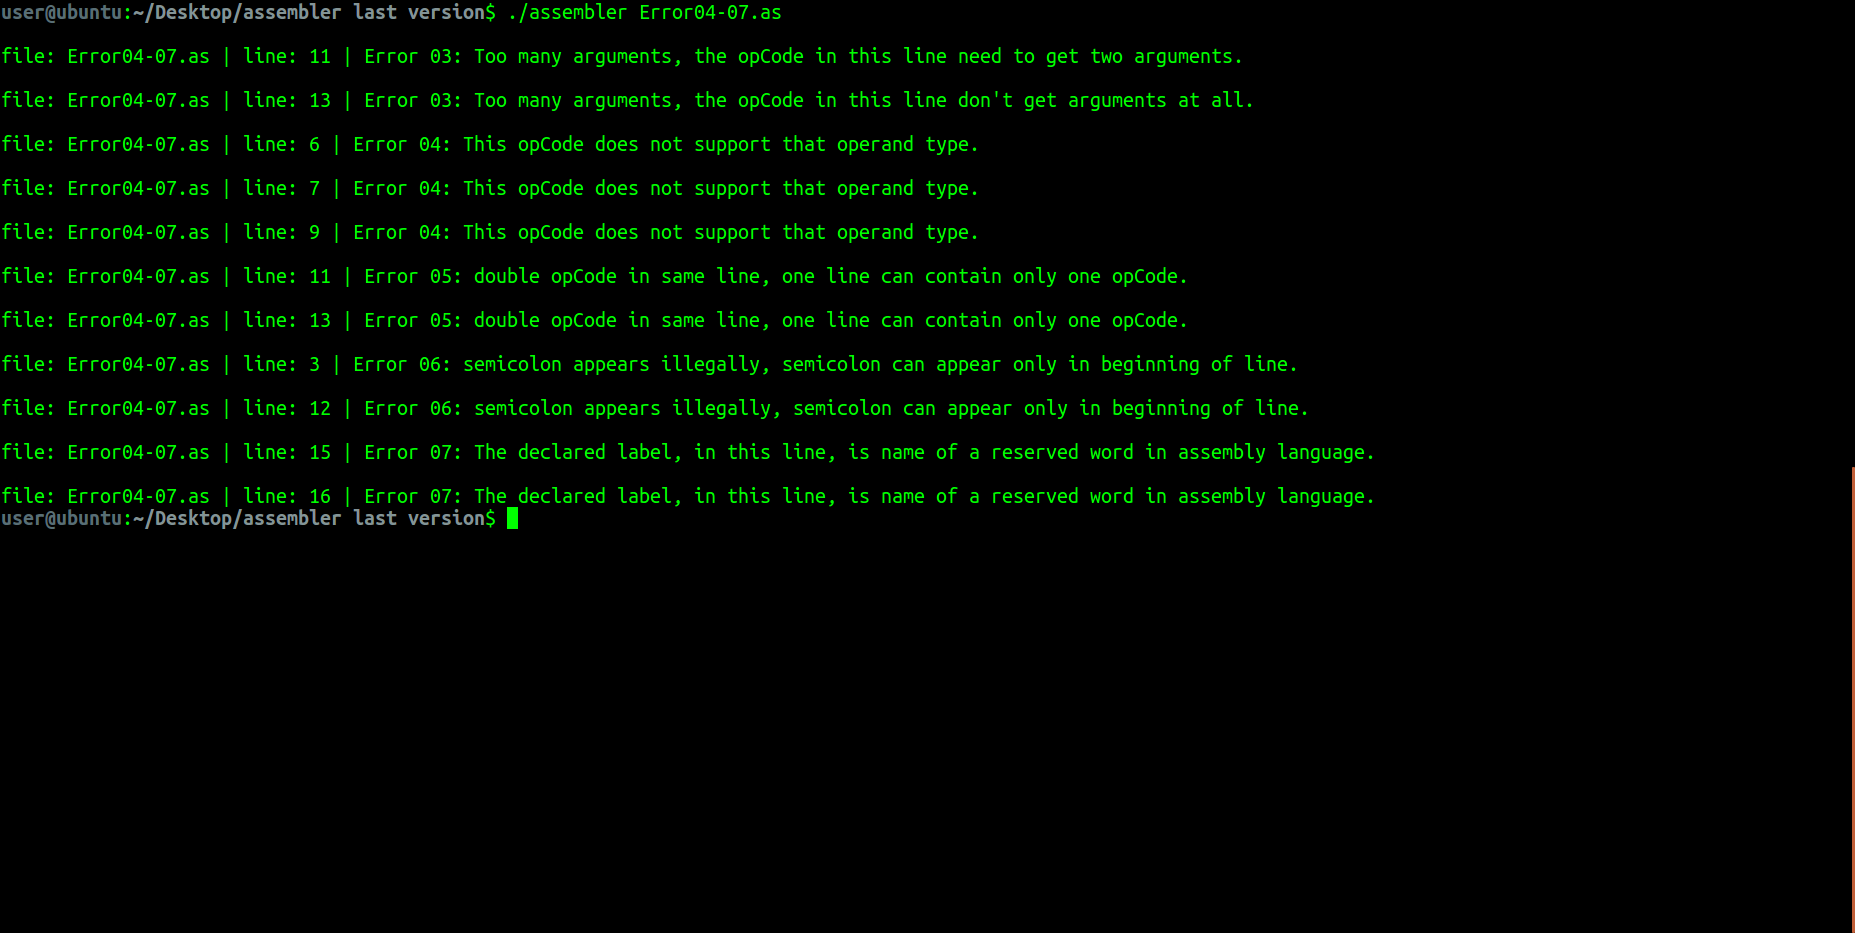 user@ubuntu:~/Desktop/assembler last version$ ./assembler Error04-07.as
file: Error04-07.as | line: 11 | Error 03: Too many arguments, the opCode in this line need to get two arguments.
file: Error04-07.as | line: 13 | Error 03: Too many arguments, the opCode in this line don't get arguments at all.
file: Error04-07.as | line: 6 | Error 04: This opCode does not support that operand type.
file: Error04-07.as | line: 7 | Error 04: This opCode does not support that operand type.
file: Error04-07.as | line: 9 | Error 04: This opCode does not support that operand type.
file: Error04-07.as | line: 11 | Error 05: double opCode in same line, one line can contain only one opCode.
file: Error04-07.as | line: 13 | Error 05: double opCode in same line, one line can contain only one opCode.
file: Error04-07.as | line: 3 | Error 06: semicolon appears illegally, semicolon can appear only in beginning of line.
file: Error04-07.as | line: 12 | Error 06: semicolon appears illegally, semicolon can appear only in beginning of line.
file: Error04-07.as | line: 15 | Error 07: The declared label, in this line, is name of a reserved word in assembly language.
file: Error04-07.as | line: 16 | Error 07: The declared label, in this line, is name of a reserved word in assembly language.
user@ubuntu:~/Desktop/assembler last version$